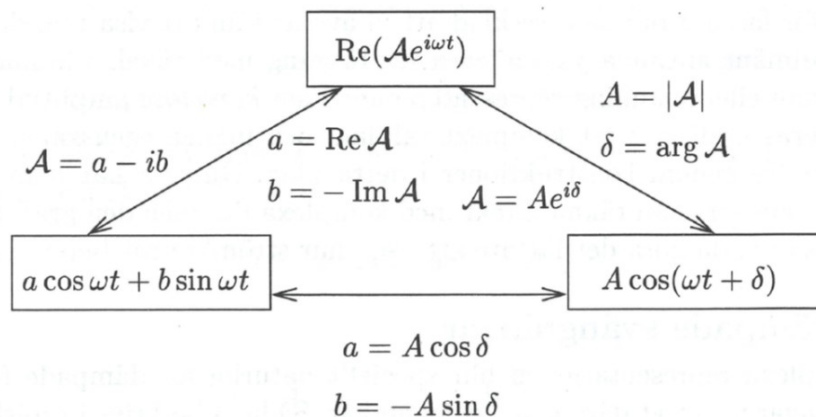 Re(𝒜e^{iωt})
A = |𝒜|
δ = arg 𝒜
𝒜 = a − ib
a = Re 𝒜
b = − Im 𝒜
𝒜 = Ae^{iδ}
a cos ωt + b sin ωt
A cos(ωt + δ)
a = A cos δ
b = −A sin δ